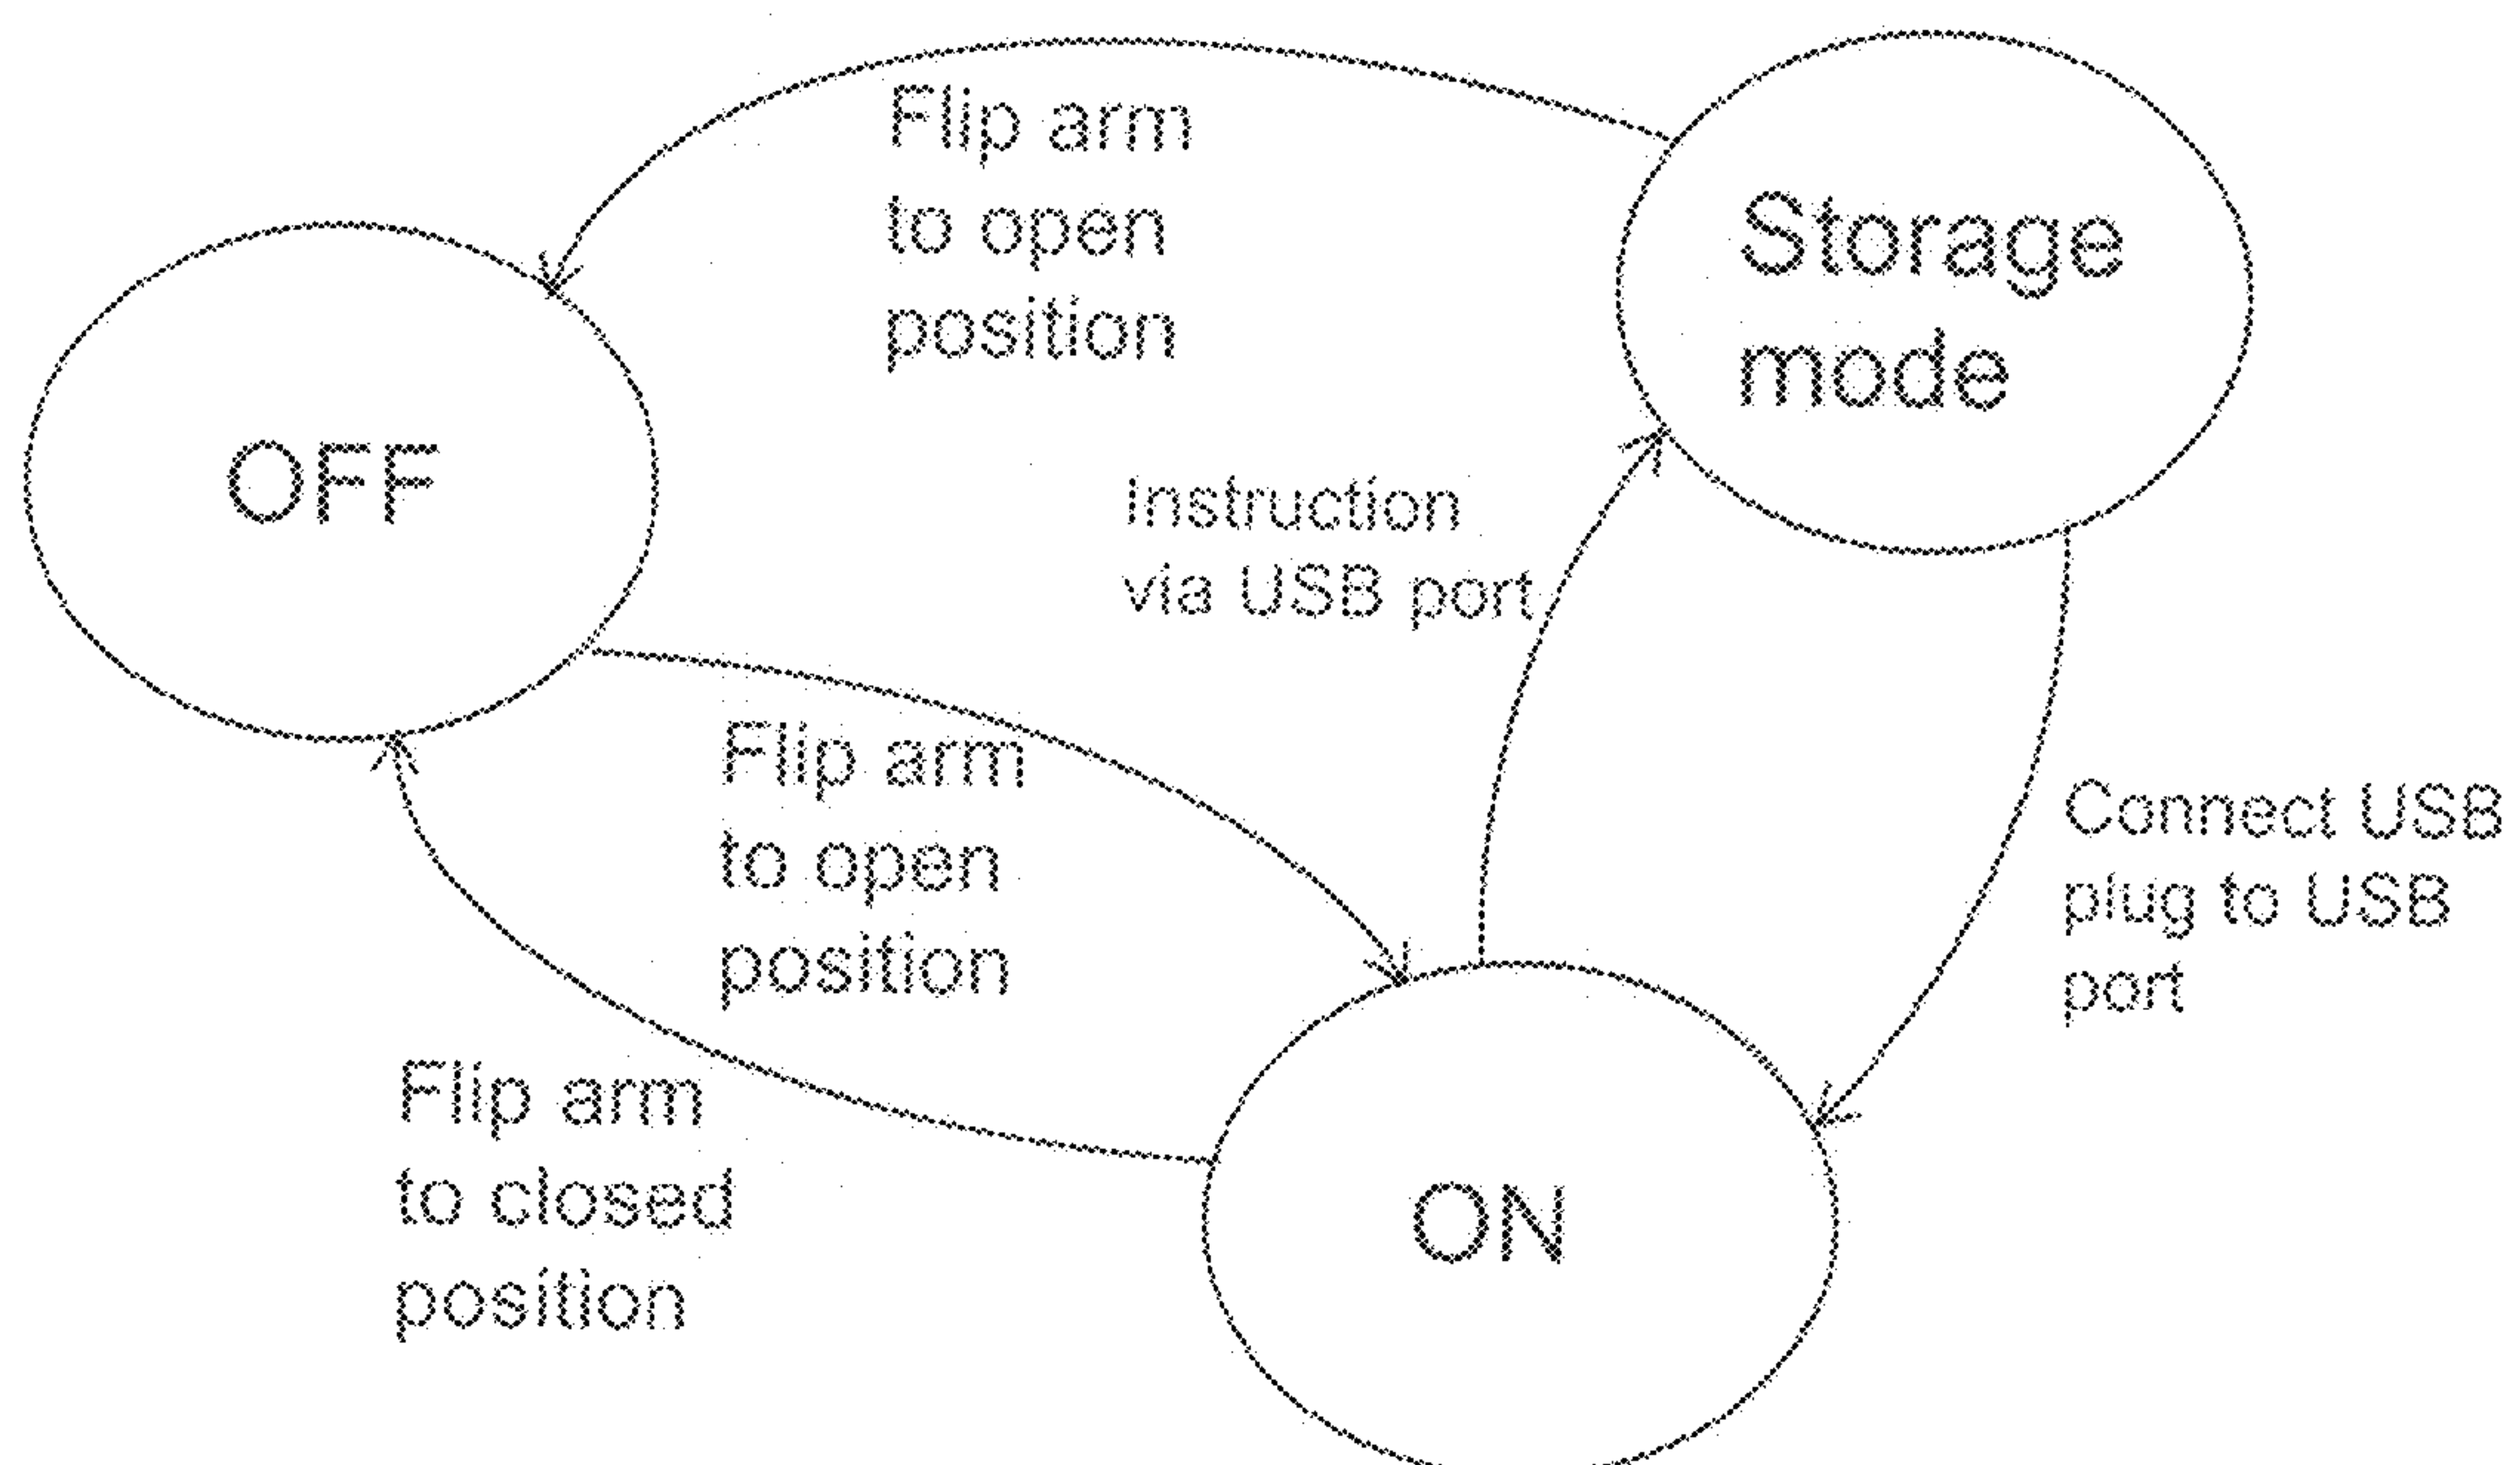 Flip arm
to open
position
Storage
mode
OFF
Instruction
via USB port
Flip arm
to open
position
Connect USB
plug to USB
port
Flip arm
to closed
position
ON